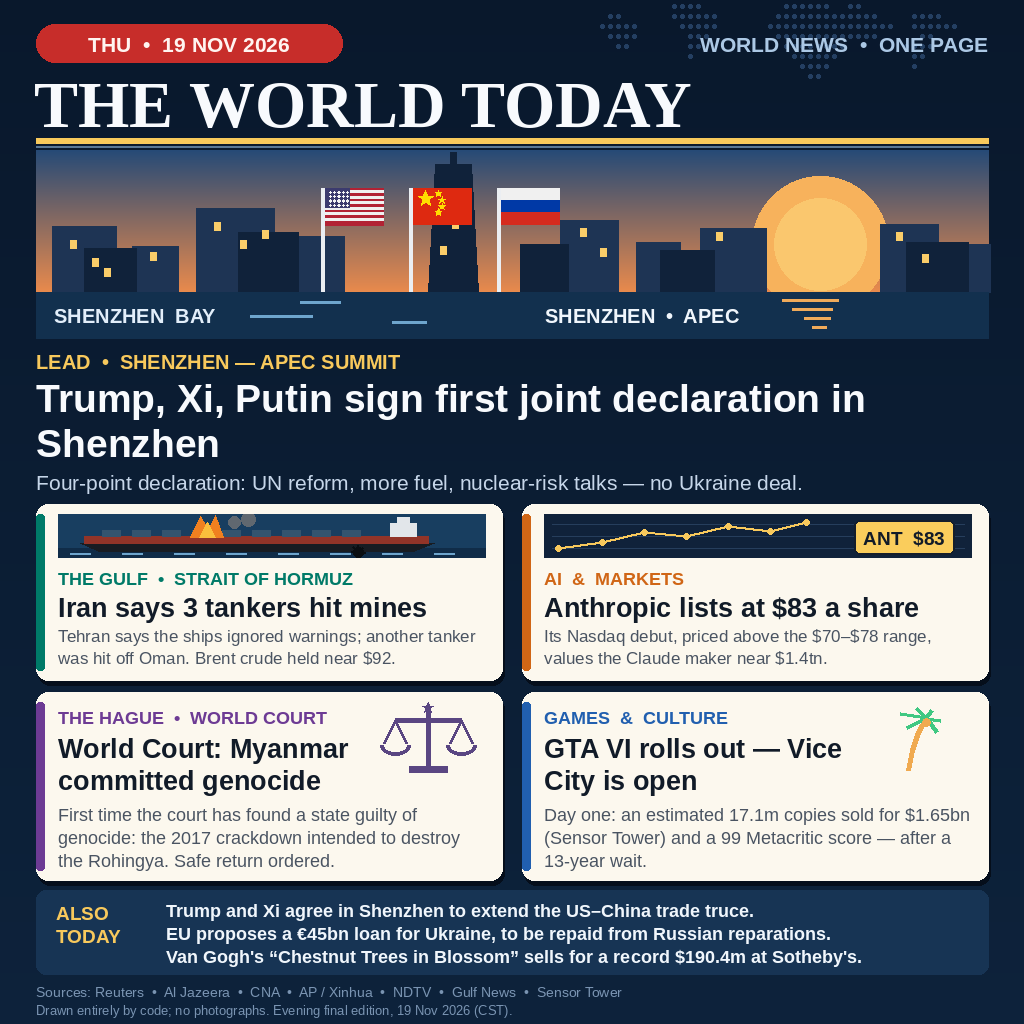 THU • 19 NOV 2026
WORLD NEWS • ONE PAGE
THE WORLD TODAY
SHENZHEN BAY
SHENZHEN • APEC
LEAD • SHENZHEN — APEC SUMMIT
Trump, Xi, Putin sign first joint declaration in
Shenzhen
Four-point declaration: UN reform, more fuel, nuclear-risk talks — no Ukraine deal.
THE GULF • STRAIT OF HORMUZ
Iran says 3 tankers hit mines
Tehran says the ships ignored warnings; another tanker
was hit off Oman. Brent crude held near $92.
ANT $83
AI & MARKETS
Anthropic lists at $83 a share
Its Nasdaq debut, priced above the $70–$78 range,
values the Claude maker near $1.4tn.
THE HAGUE • WORLD COURT
World Court: Myanmar
committed genocide
First time the court has found a state guilty of
genocide: the 2017 crackdown intended to destroy
the Rohingya. Safe return ordered.
GAMES & CULTURE
GTA VI rolls out — Vice
City is open
Day one: an estimated 17.1m copies sold for $1.65bn
(Sensor Tower) and a 99 Metacritic score — after a
13-year wait.
ALSO
TODAY
Trump and Xi agree in Shenzhen to extend the US–China trade truce.
EU proposes a €45bn loan for Ukraine, to be repaid from Russian reparations.
Van Gogh's “Chestnut Trees in Blossom” sells for a record $190.4m at Sotheby's.
Sources: Reuters • Al Jazeera • CNA • AP / Xinhua • NDTV • Gulf News • Sensor Tower
Drawn entirely by code; no photographs. Evening final edition, 19 Nov 2026 (CST).